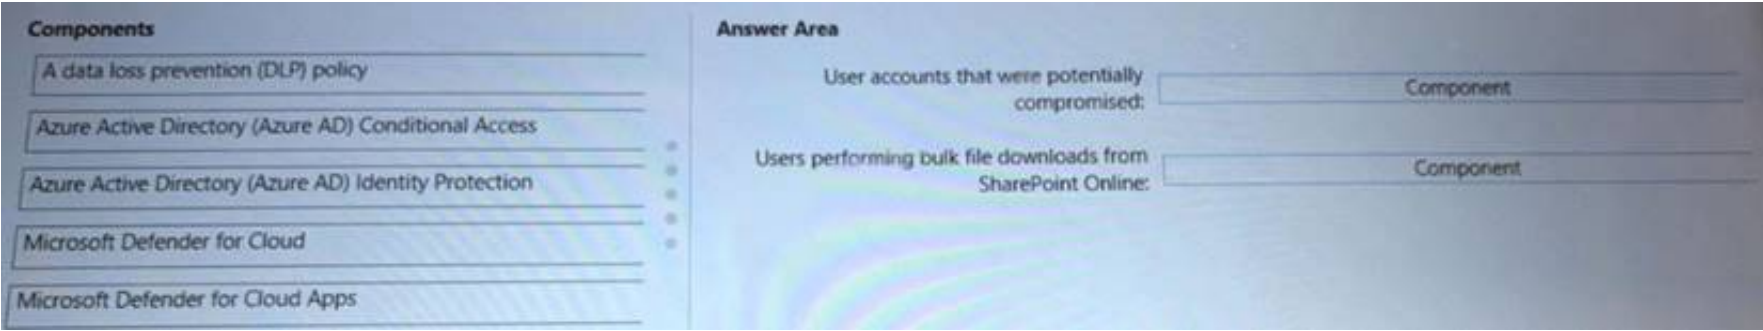 Components
A data loss prevention (DLP) policy
Azure Active Directory (Azure AD) Conditional Access
Azure Active Directory (Azure AD) Identity Protection
Microsoft Defender for Cloud
Microsoft Defender for Cloud Apps
Answer Area
User accounts that were potentially
compromised:
Component
Users performing bulk file downloads from
SharePoint Online:
Component